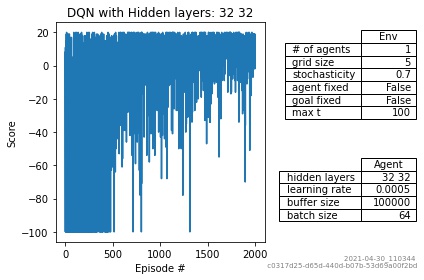 DQN with Hidden layers: 32 32
20
0
−20
−40
−60
−80
−100
Score
0
500
1000
1500
2000
Episode #
Env
# of agents 1
grid size 5
stochasticity 0.7
agent fixed False
goal fixed False
max t 100
Agent
hidden layers 32 32
learning rate 0.0005
buffer size 100000
batch size 64
2021-04-30_110344
c0317d25-d65d-440d-b07b-53d69a00f2bd